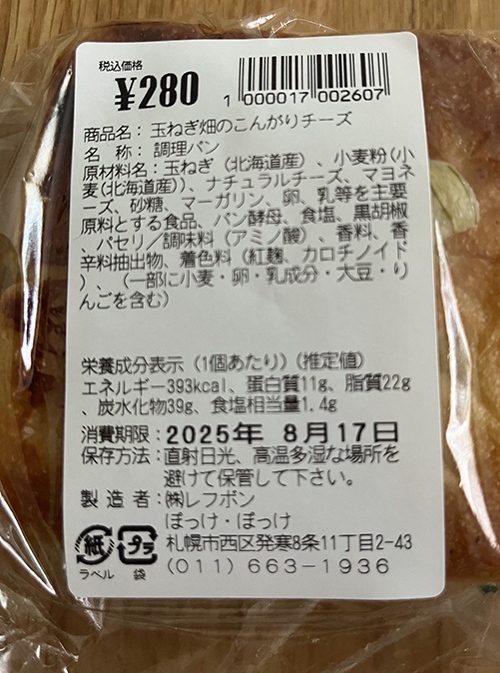 税込価格
¥280
1 000017 002607
商品名：玉ねぎ畑のこんがりチーズ
名　称：調理パン
原材料名：玉ねぎ（北海道産）、小麦粉(小
麦(北海道産))、ナチュラルチーズ、マヨネ
ーズ、砂糖、マーガリン、卵、乳等を主要
原料とする食品、パン酵母、食塩、黒胡椒
、パセリ／調味料（アミノ酸）、香料、香
辛料抽出物、着色料（紅麹、カロチノイド
）、（一部に小麦・卵・乳成分・大豆・り
んごを含む）
栄養成分表示（1個あたり）（推定値）
エネルギー393kcal、蛋白質11g、脂質22g
、炭水化物39g、食塩相当量1.4g
消費期限：2025年 8月17日
保存方法：直射日光、高温多湿な場所を
避けて保管して下さい。
製造者：㈱レフボン
ぽっけ・ぽっけ
札幌市西区発寒8条11丁目2-43
(011) 663-1936
紙 プラ
ラベル 袋